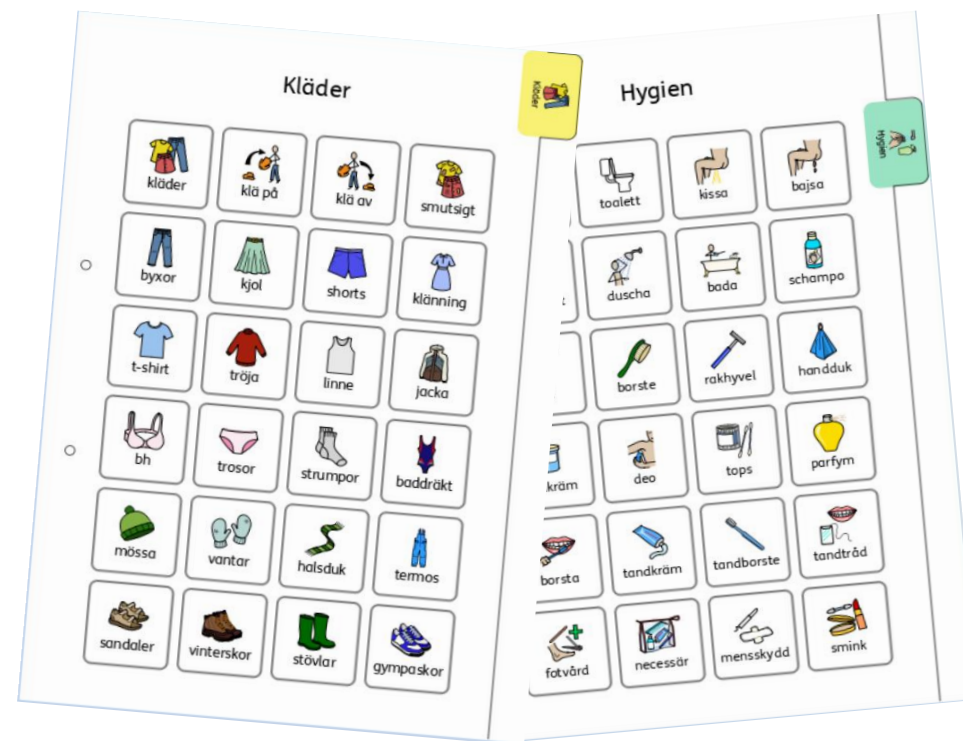 Kläder
Kläder
kläder
klä på
klä av
smutsigt
byxor
kjol
shorts
klänning
t-shirt
tröja
linne
jacka
bh
trosor
strumpor
baddräkt
mössa
vantar
halsduk
termos
sandaler
vinterskor
stövlar
gympaskor
Hygien
Hygien
toalett
kissa
bajsa
duscha
bada
schampo
borste
rakhyvel
handduk
kräm
deo
tops
parfym
borsta
tandkräm
tandborste
tandtråd
fotvård
necessär
mensskydd
smink